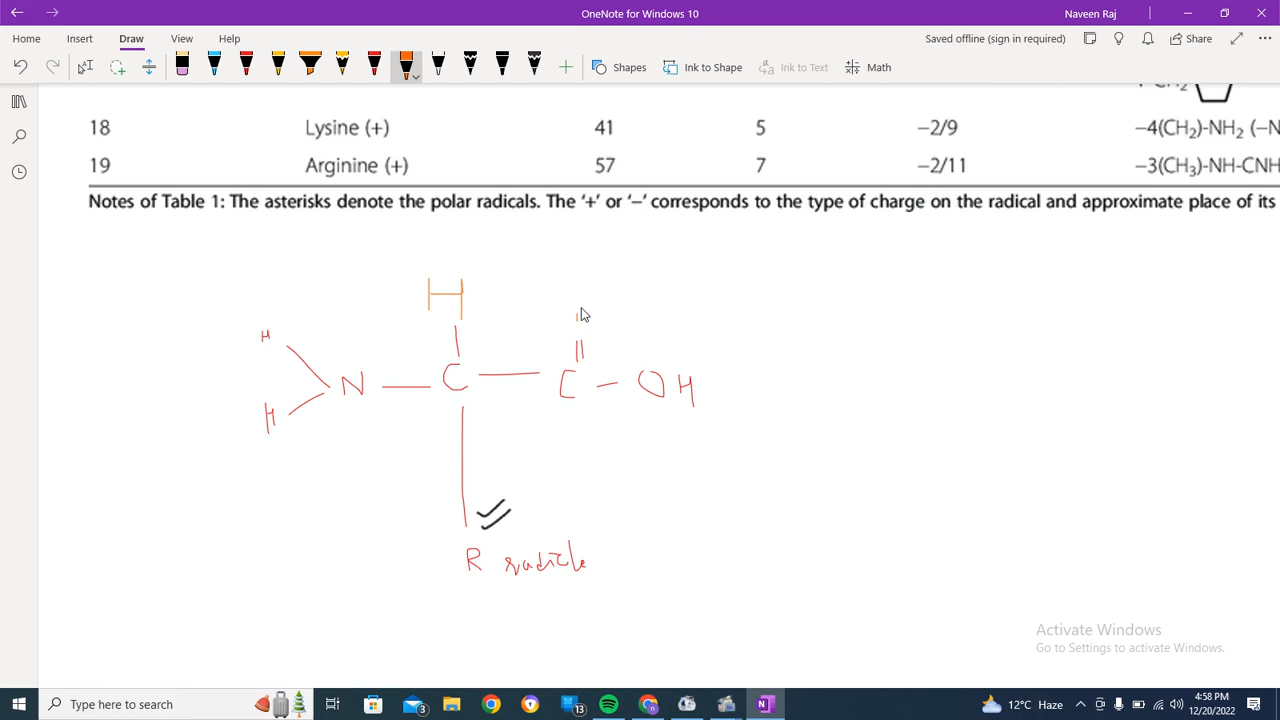 OneNote for Windows 10
Naveen Raj
Home Insert Draw View Help
Saved offline (sign in required)
Share
Shapes
Ink to Shape
Ink to Text
Math
CH2
18 Lysine (+) 41 5 −2/9 −4(CH2)-NH2 (−N
19 Arginine (+) 57 7 −2/11 −3(CH3)-NH-CNH
Notes of Table 1: The asterisks denote the polar radicals. The ‘+’ or ‘−’ corresponds to the type of charge on the radical and approximate place of its
H
H
N C C OH
H
R radicle
Activate Windows
Go to Settings to activate Windows.
Type here to search
3
13
12°C Haze
4:58 PM
12/20/2022